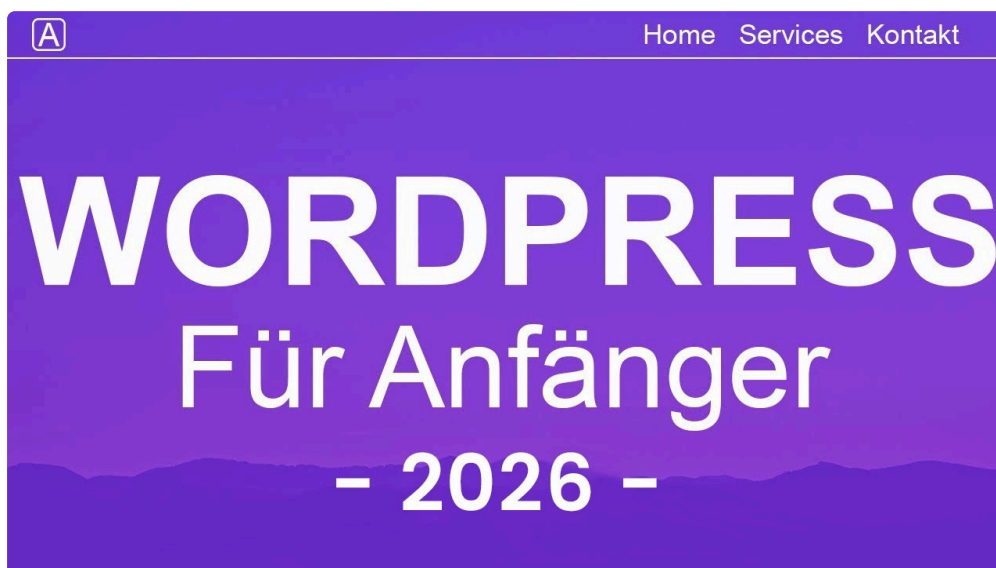 A
Home Services Kontakt
WORDPRESS
Für Anfänger
- 2026 -